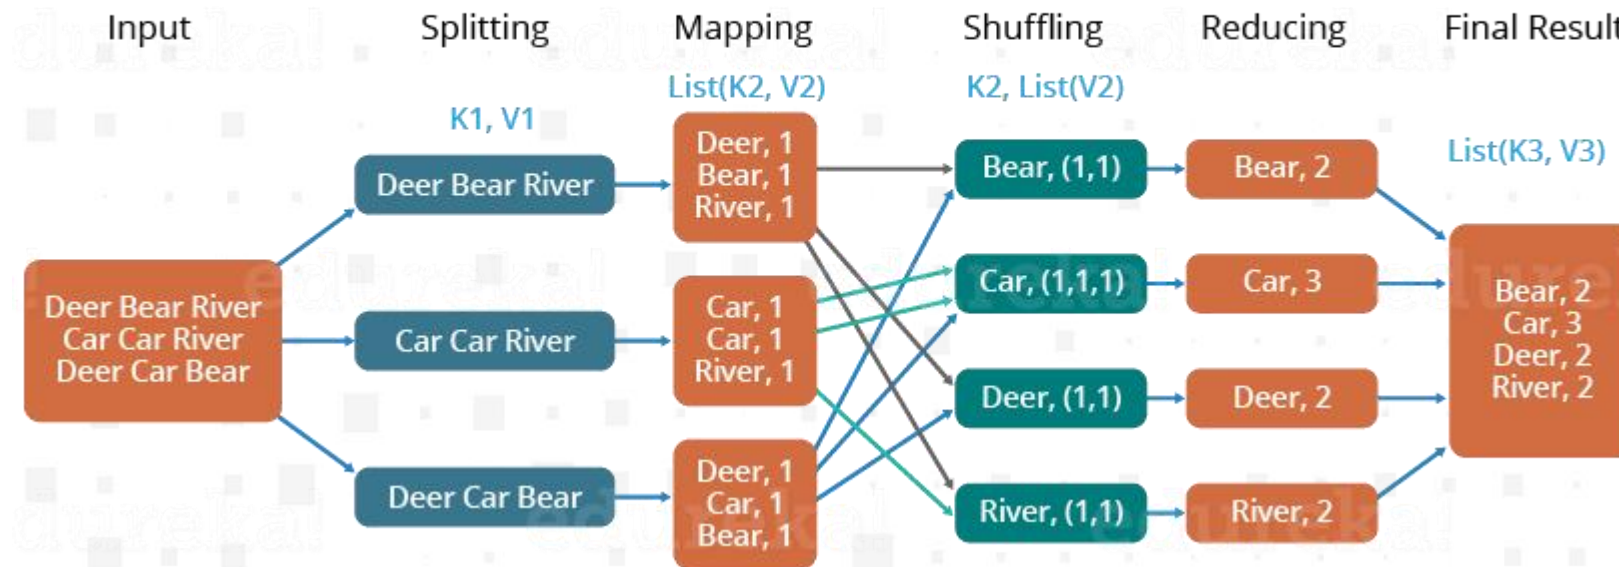 Input
Splitting
Mapping
Shuffling
Reducing
Final Result
K1, V1
List(K2, V2)
K2, List(V2)
List(K3, V3)
Deer Bear River
Car Car River
Deer Car Bear
Deer Bear River
Car Car River
Deer Car Bear
Deer, 1
Bear, 1
River, 1
Car, 1
Car, 1
River, 1
Deer, 1
Car, 1
Bear, 1
Bear, (1,1)
Car, (1,1,1)
Deer, (1,1)
River, (1,1)
Bear, 2
Car, 3
Deer, 2
River, 2
Bear, 2
Car, 3
Deer, 2
River, 2